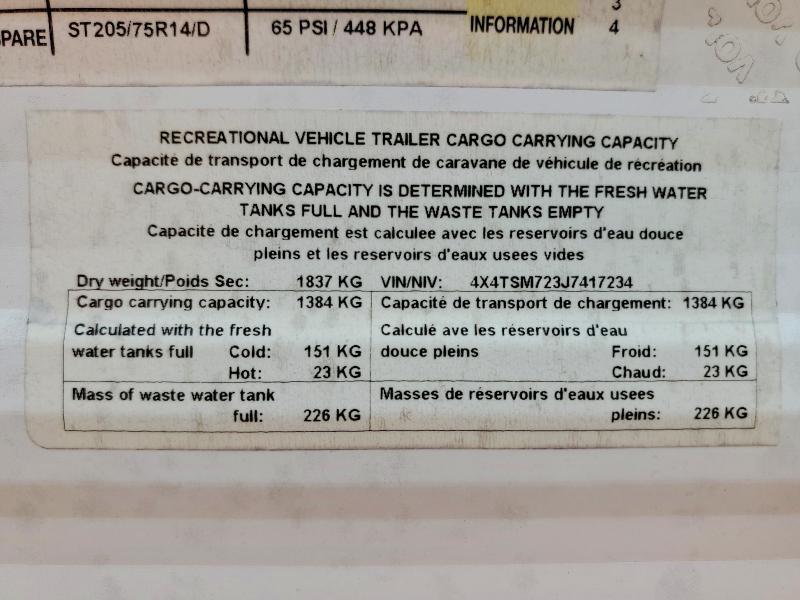 SPARE ST205/75R14/D 65 PSI / 448 KPA INFORMATION 3
4
RECREATIONAL VEHICLE TRAILER CARGO CARRYING CAPACITY
Capacité de transport de chargement de caravane de véhicule de récréation
CARGO-CARRYING CAPACITY IS DETERMINED WITH THE FRESH WATER
TANKS FULL AND THE WASTE TANKS EMPTY
Capacité de chargement est calculee avec les reservoirs d'eau douce
pleins et les reservoirs d'eaux usees vides
Dry weight/Poids Sec: 1837 KG VIN/NIV: 4X4TSM723J7417234
Cargo carrying capacity: 1384 KG Capacité de transport de chargement: 1384 KG
Calculated with the fresh Calculé ave les réservoirs d'eau
water tanks full Cold: 151 KG douce pleins Froid: 151 KG
Hot: 23 KG Chaud: 23 KG
Mass of waste water tank Masses de réservoirs d'eaux usees
full: 226 KG pleins: 226 KG